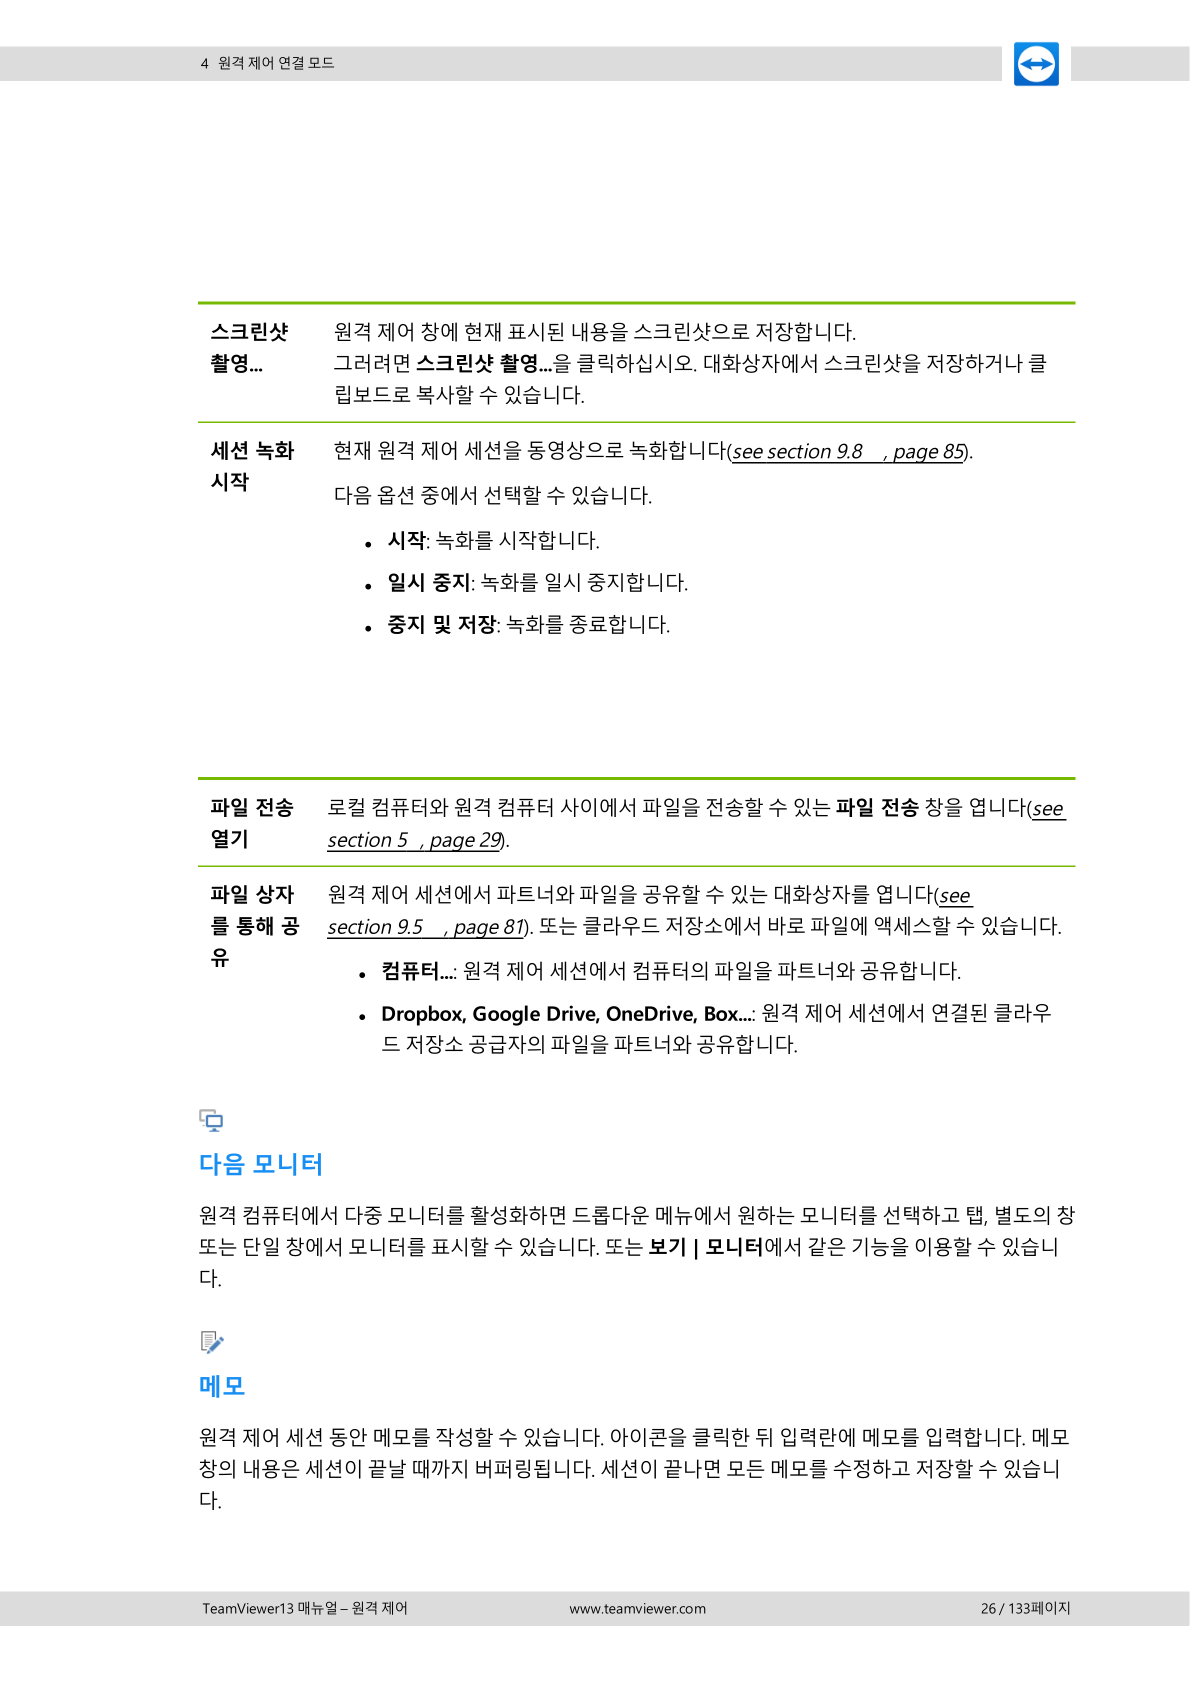 4 원격 제어 연결 모드
스크린샷 촬영...
원격 제어 창에 현재 표시된 내용을 스크린샷으로 저장합니다.
그러려면 스크린샷 촬영...을 클릭하십시오. 대화상자에서 스크린샷을 저장하거나 클
립보드로 복사할 수 있습니다.
세션 녹화 시작
현재 원격 제어 세션을 동영상으로 녹화합니다(see section 9.8 , page 85).
다음 옵션 중에서 선택할 수 있습니다.
• 시작: 녹화를 시작합니다.
• 일시 중지: 녹화를 일시 중지합니다.
• 중지 및 저장: 녹화를 종료합니다.
파일 전송 열기
로컬 컴퓨터와 원격 컴퓨터 사이에서 파일을 전송할 수 있는 파일 전송 창을 엽니다(see
section 5 , page 29).
파일 상자
를 통해 공
유
원격 제어 세션에서 파트너와 파일을 공유할 수 있는 대화상자를 엽니다(see
section 9.5 , page 81). 또는 클라우드 저장소에서 바로 파일에 액세스할 수 있습니다.
• 컴퓨터...: 원격 제어 세션에서 컴퓨터의 파일을 파트너와 공유합니다.
• Dropbox, Google Drive, OneDrive, Box...: 원격 제어 세션에서 연결된 클라우
드 저장소 공급자의 파일을 파트너와 공유합니다.
다음 모니터
원격 컴퓨터에서 다중 모니터를 활성화하면 드롭다운 메뉴에서 원하는 모니터를 선택하고 탭, 별도의 창
또는 단일 창에서 모니터를 표시할 수 있습니다. 또는 보기 | 모니터에서 같은 기능을 이용할 수 있습니
다.
메모
원격 제어 세션 동안 메모를 작성할 수 있습니다. 아이콘을 클릭한 뒤 입력란에 메모를 입력합니다. 메모
창의 내용은 세션이 끝날 때까지 버퍼링됩니다. 세션이 끝나면 모든 메모를 수정하고 저장할 수 있습니
다.
TeamViewer13 매뉴얼 – 원격 제어
www.teamviewer.com
26 / 133페이지